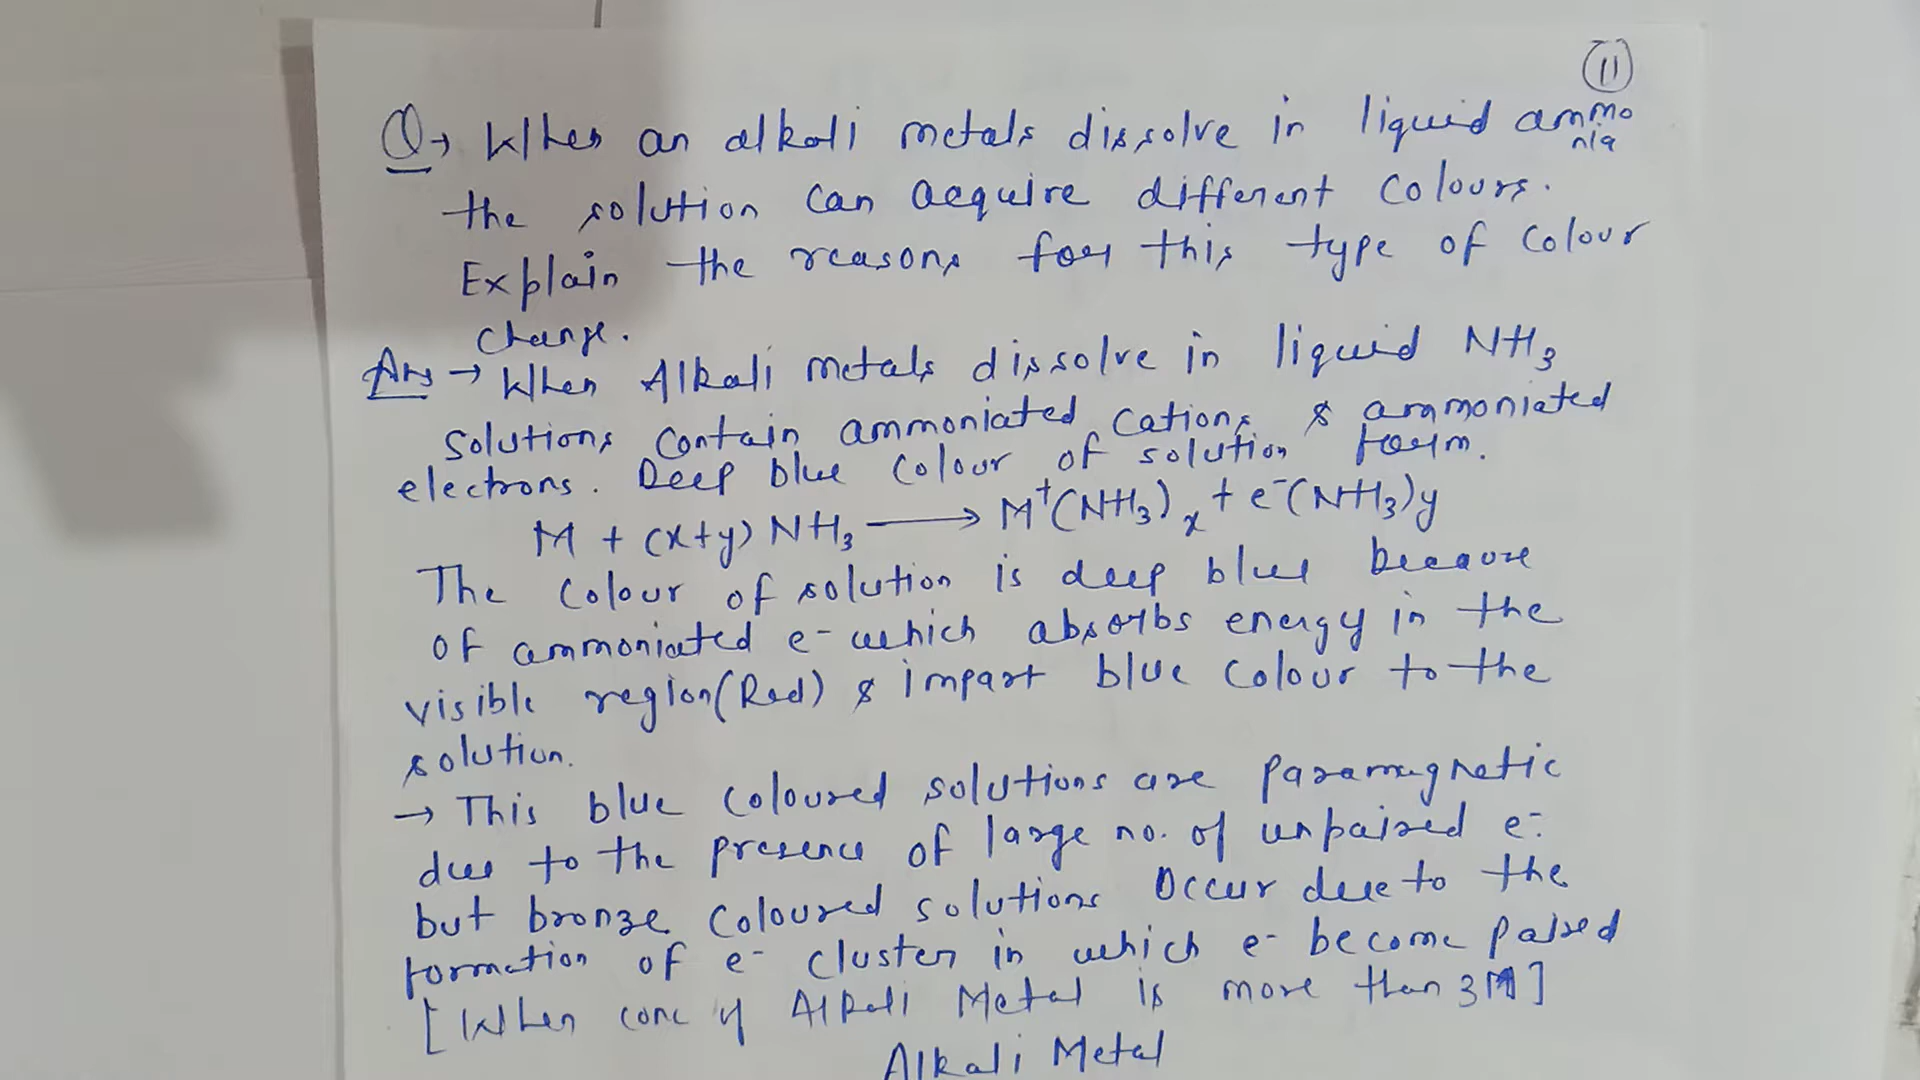 11
Q→ When an alkali metals dissolve in liquid ammonia
the solution can acquire different colours.
Explain the reasons for this type of colour
change.
Ans → When Alkali metals dissolve in liquid NH3
solutions contain ammoniated cations & ammoniated
electrons. Deep blue colour of solution form.
M + (x+y) NH3 → M+(NH3)x + e-(NH3)y
The colour of solution is deep blue because
of ammoniated e- which absorbs energy in the
visible region(Red) & impart blue colour to the
solution.
→ This blue coloured solutions are paramagnetic
due to the presence of large no. of unpaired e-
but bronze coloured solutions occur due to the
formation of e- cluster in which e- become paired
[When conc of Alkali Metal is more than 3M]
Alkali Metal